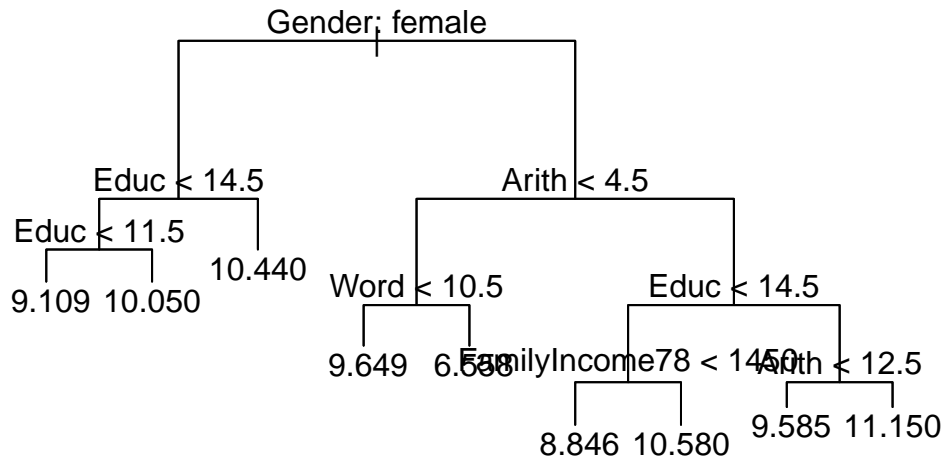 Gender: female
Educ < 14.5
Arith < 4.5
Educ < 11.5
10.440
Word < 10.5
Educ < 14.5
9.109
10.050
9.649
6.558
FamilyIncome78 < 1450
Arith < 12.5
8.846
10.580
9.585
11.150